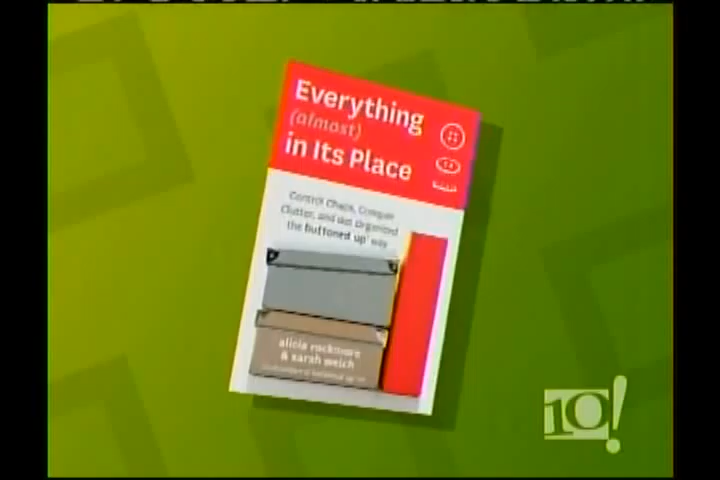 Everything
(almost)
in Its Place
Control Chaos, Conquer
Clutter, and Get Organized
the buttoned up way
alicia rockmore
& sarah welch
10!